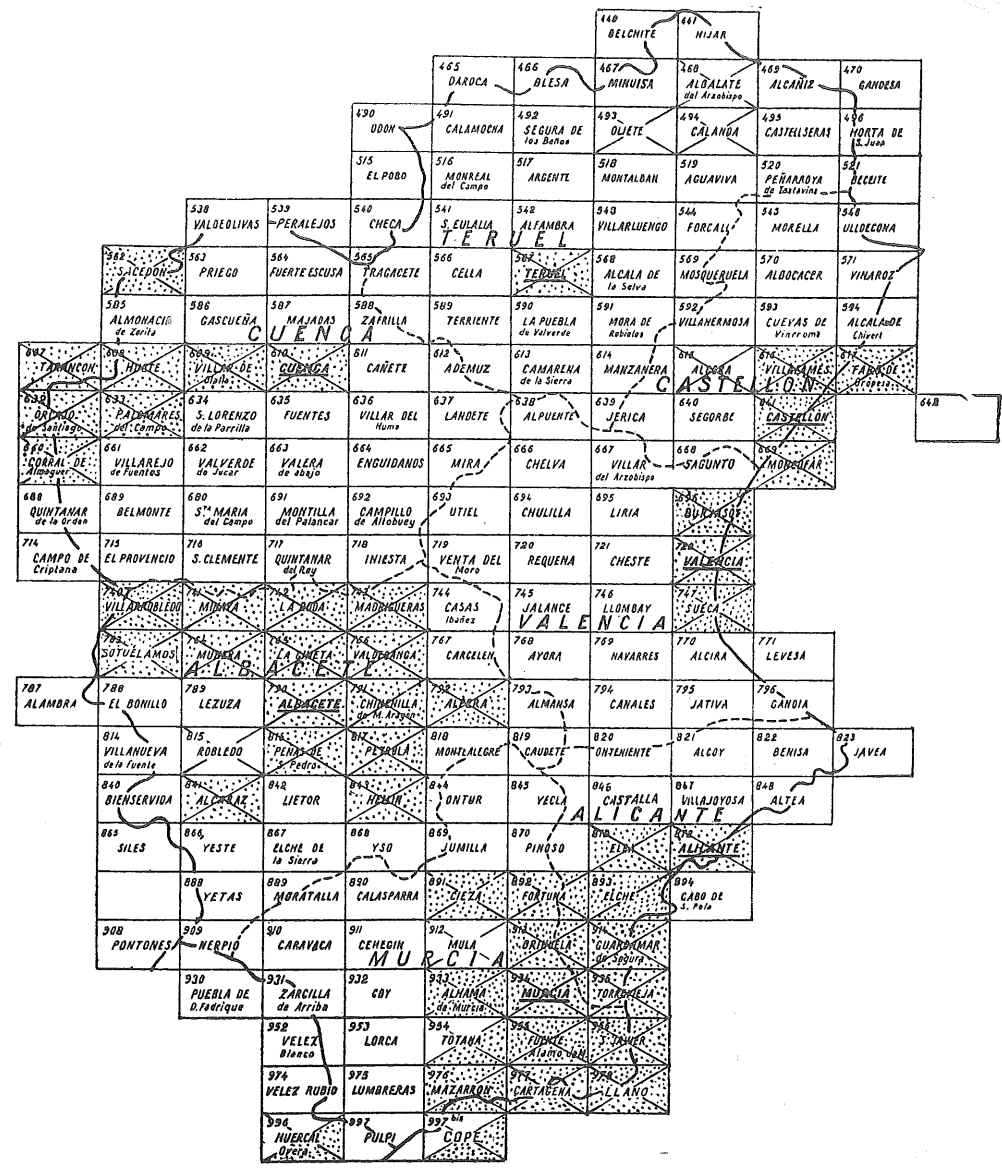 440
441
BELCHITE
HIJAR
465
466
467
468
469
470
DAROCA
BLESA
MINUISA
ALBALATE
del Arzobispo
ALCAÑIZ
GANDESA
490
491
492
493
494
495
496
ODON
CALAMOCHA
SEGURA DE
los Baños
OLIETE
CALANDA
CASTELLSERAS
HORTA DE
S. Juan
515
516
517
518
519
520
521
EL POBO
MONREAL
del Campo
ARGENTE
MONTALBAN
AGUAVIVA
PEÑARROYA
de Tastavins
BECEITE
538
539
540
541
542
543
544
545
546
VALDEOLIVAS
PERALEJOS
CHECA
S. EULALIA
ALFAMBRA
VILLARLUENGO
FORCALL
MORELLA
ULLDECONA
TERUEL
562
563
564
565
566
567
568
569
570
571
SACEDON
PRIEGO
FUERTESCUSA
TRAGACETE
CELLA
TERUEL
ALCALA DE
la Selva
MOSQUERUELA
ALBOCACER
VINAROZ
585
586
587
588
589
590
591
592
593
594
ALMONACID
de Zorita
GASCUEÑA
MAJADAS
ZAFRILLA
TERRIENTE
LA PUEBLA
de Valverde
MORA de
Rubielos
VILLAHERMOSA
CUEVAS DE
Vinroma
ALCALA DE
Chivert
CUENCA
607
608
609
610
611
612
613
614
615
616
617
TARANCON
HUETE
VILLAR DE
Olalla
CUENCA
CAÑETE
ADEMUZ
CAMARENA
de la Sierra
MANZANERA
ALCORA
VILLAFAMES
FARO DE
Oropesa
CASTELLON
632
633
634
635
636
637
638
639
640
641
642
ORCAJO
de Santiago
PALOMARES
del Campo
S. LORENZO
de la Parrilla
FUENTES
VILLAR DEL
Humo
LANDETE
ALPUENTE
JERICA
SEGORBE
CASTELLON
660
661
662
663
664
665
666
667
668
669
CORRAL DE
Almaguer
VILLAREJO
de Fuentes
VALVERDE
de Jucar
VALERA
de abajo
ENGUIDANOS
MIRA
CHELVA
VILLAR
del Arzobispo
SAGUNTO
MONCOFAR
688
689
680
691
692
693
694
695
696
QUINTANAR
de la Orden
BELMONTE
S.TA MARIA
del Campo
MONTILLA
del Palancar
CAMPILLO
de Altobuey
UTIEL
CHULILLA
LIRIA
BURJASOT
714
715
716
717
718
719
720
721
722
CAMPO DE
Criptana
EL PROVENCIO
S. CLEMENTE
QUINTANAR
del Rey
INIESTA
VENTA DEL
Moro
REQUENA
CHESTE
VALENCIA
740
741
742
743
744
745
746
747
VILLARROBLEDO
MINAYA
LA RODA
MADRIGUERAS
CASAS
Ibañez
JALANCE
LLOMBAY
SUECA
VALENCIA
763
764
765
766
767
768
769
770
771
SOTUELAMOS
MUNERA
LA GINETA
VALDEGANGA
CARCELEN
AYORA
NAVARRES
ALCIRA
LEVESA
ALBACETE
787
788
789
790
791
792
793
794
795
796
ALAMBRA
EL BONILLO
LEZUZA
ALBACETE
CHINCHILLA
de M. Aragon
ALPERA
ALMANSA
CANALES
JATIVA
GANDIA
814
815
816
817
818
819
820
821
822
823
VILLANUEVA
de la Fuente
ROBLEDO
PEÑAS DE
S. Pedro
PETROLA
MONTEALEGRE
CAUDETE
ONTENIENTE
ALCOY
BENISA
JAVEA
840
841
842
843
844
845
846
847
848
BIENSERVIDA
ALCARAZ
LIETOR
HELLIN
ONTUR
YECLA
CASTALLA
VILLAJOYOSA
ALTEA
ALICANTE
865
866
867
868
869
870
871
872
SILES
YESTE
ELCHE DE
la Sierra
YSO
JUMILLA
PINOSO
ELDA
ALICANTE
888
889
890
891
892
893
894
YETAS
MORATALLA
CALASPARRA
CIEZA
FORTUNA
ELCHE
CABO DE
S. Pola
908
909
910
911
912
913
914
PONTONES
NERPIO
CARAVACA
CEHEGIN
MULA
ORIHUELA
GUARDAMAR
de Segura
MURCIA
930
931
932
933
934
935
PUEBLA DE
D. Fadrique
ZARCILLA
de Arriba
COY
ALHAMA
de Murcia
MURCIA
TORREVIEJA
952
953
954
955
956
VELEZ
Blanco
LORCA
TOTANA
FUENTE
Alamo de M.
S. JAVIER
974
975
976
977
978
VELEZ RUBIO
LUMBRERAS
MAZARRON
CARTAGENA
LLANO
996
997
997 bis
HUERCAL
Overa
PULPI
COPE